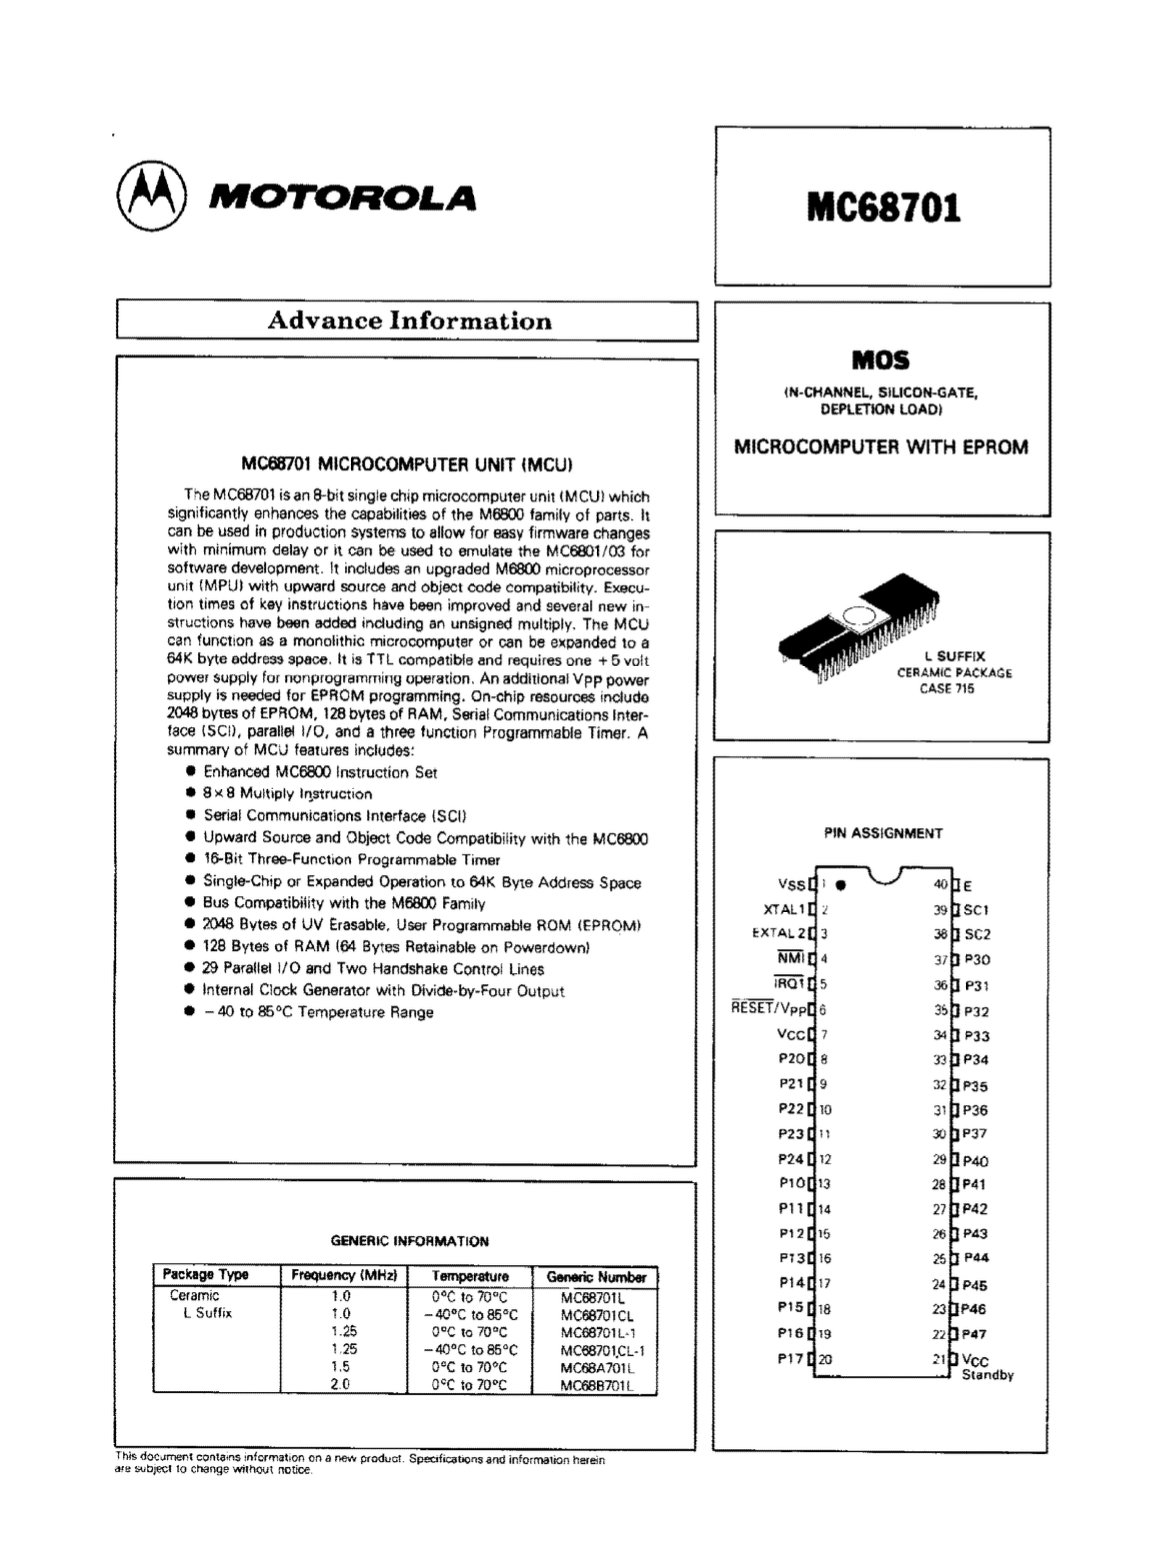 MOTOROLA
MC68701
Advance Information
MOS
(N-CHANNEL, SILICON-GATE,
DEPLETION LOAD)
MICROCOMPUTER WITH EPROM
MC68701 MICROCOMPUTER UNIT (MCU)
The MC68701 is an 8-bit single chip microcomputer unit (MCU) which
significantly enhances the capabilities of the M6800 family of parts. It
can be used in production systems to allow for easy firmware changes
with minimum delay or it can be used to emulate the MC6801/03 for
software development. It includes an upgraded M6800 microprocessor
unit (MPU) with upward source and object code compatibility. Execu-
tion times of key instructions have been improved and several new in-
structions have been added including an unsigned multiply. The MCU
can function as a monolithic microcomputer or can be expanded to a
64K byte address space. It is TTL compatible and requires one +5 volt
power supply for nonprogramming operation. An additional VPP power
supply is needed for EPROM programming. On-chip resources include
2048 bytes of EPROM, 128 bytes of RAM, Serial Communications Inter-
face (SCI), parallel I/O, and a three function Programmable Timer. A
summary of MCU features includes:
● Enhanced MC6800 Instruction Set
● 8×8 Multiply Instruction
● Serial Communications Interface (SCI)
● Upward Source and Object Code Compatibility with the MC6800
● 16-Bit Three-Function Programmable Timer
● Single-Chip or Expanded Operation to 64K Byte Address Space
● Bus Compatibility with the M6800 Family
● 2048 Bytes of UV Erasable, User Programmable ROM (EPROM)
● 128 Bytes of RAM (64 Bytes Retainable on Powerdown)
● 29 Parallel I/O and Two Handshake Control Lines
● Internal Clock Generator with Divide-by-Four Output
● −40 to 85°C Temperature Range
L SUFFIX
CERAMIC PACKAGE
CASE 715
PIN ASSIGNMENT
VSS 1 40 E
XTAL1 2 39 SC1
EXTAL2 3 38 SC2
NMI 4 37 P30
IRQ1 5 36 P31
RESET/VPP 6 35 P32
VCC 7 34 P33
P20 8 33 P34
P21 9 32 P35
P22 10 31 P36
P23 11 30 P37
P24 12 29 P40
P10 13 28 P41
P11 14 27 P42
P12 15 26 P43
P13 16 25 P44
P14 17 24 P45
P15 18 23 P46
P16 19 22 P47
P17 20 21 VCC
Standby
GENERIC INFORMATION
Package Type Frequency (MHz) Temperature Generic Number
Ceramic 1.0 0°C to 70°C MC68701L
L Suffix 1.0 −40°C to 85°C MC68701CL
1.25 0°C to 70°C MC68701L-1
1.25 −40°C to 85°C MC68701CL-1
1.5 0°C to 70°C MC68A701L
2.0 0°C to 70°C MC68B701L
This document contains information on a new product. Specifications and information herein
are subject to change without notice.